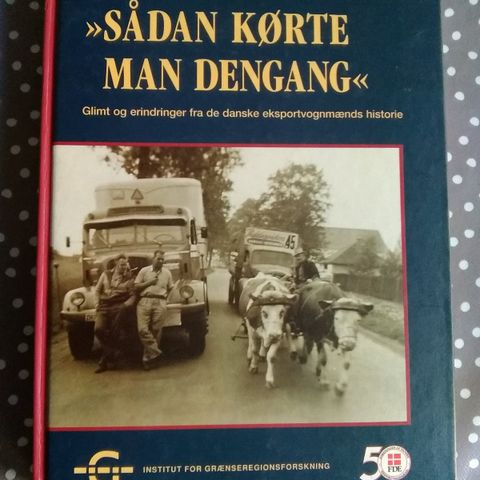 »SÅDAN KØRTE
MAN DENGANG«
Glimt og erindringer fra de danske eksportvognmænds historie
45
INSTITUT FOR GRÆNSEREGIONSFORSKNING
50
FDE